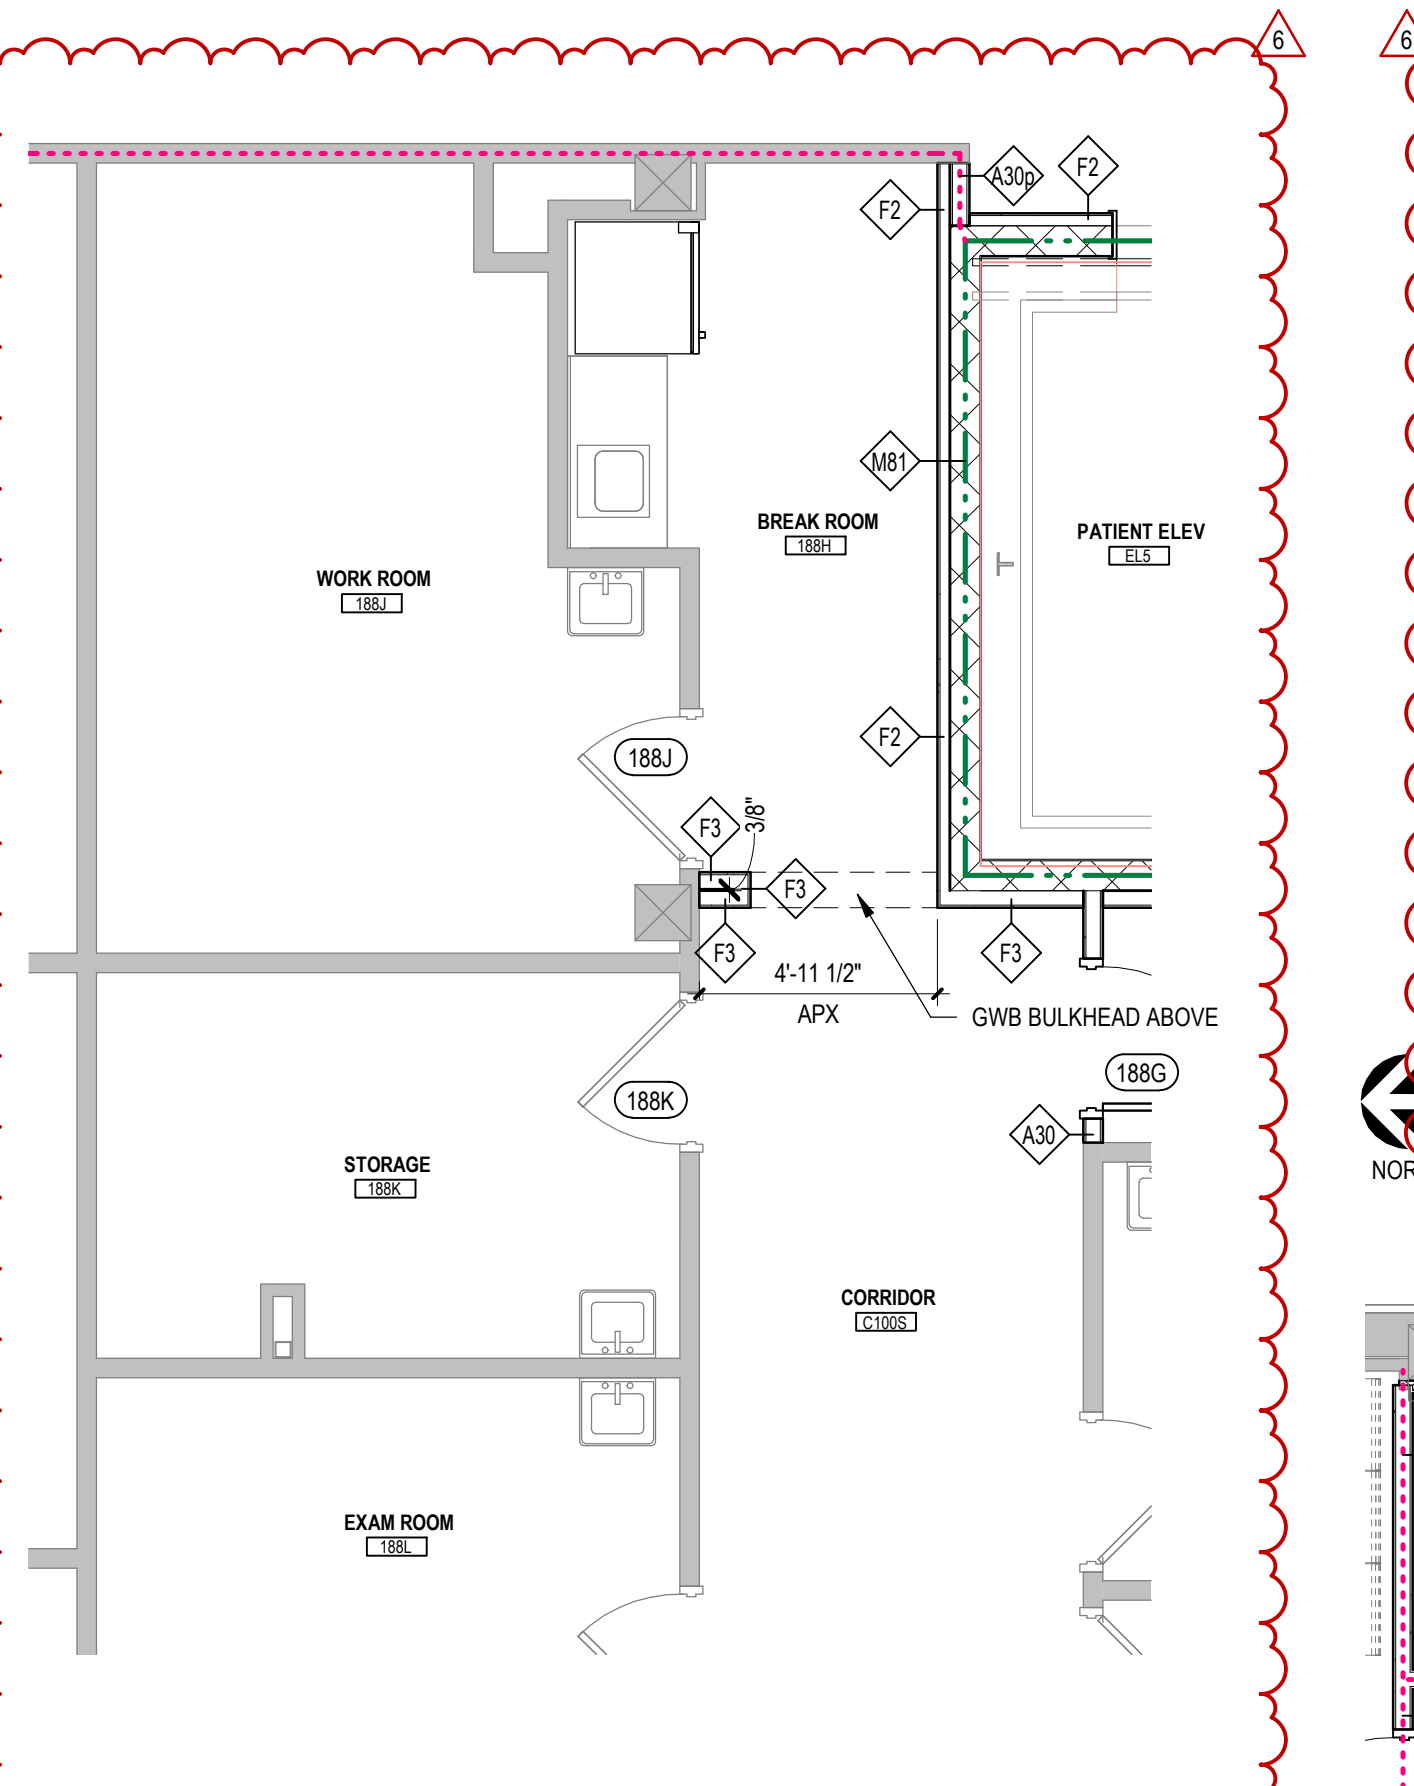 6
6
A30p
F2
F2
M81
BREAK ROOM
188H
PATIENT ELEV
EL5
WORK ROOM
188J
F2
188J
F3
3/8"
F3
F3
F3
4'-11 1/2"
APX
GWB BULKHEAD ABOVE
188G
188K
A30
STORAGE
188K
NOR
CORRIDOR
C100S
EXAM ROOM
188L